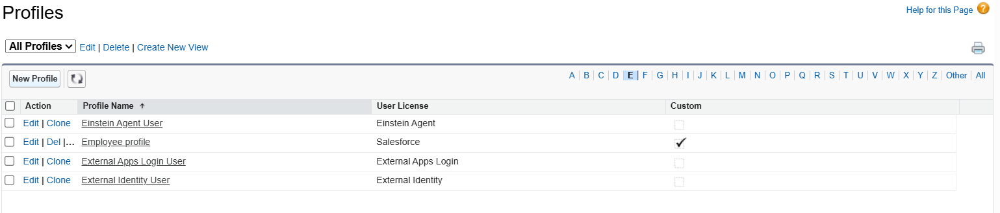 Profiles
Help for this Page ?
All Profiles Edit | Delete | Create New View
New Profile A | B | C | D | E | F | G | H | I | J | K | L | M | N | O | P | Q | R | S | T | U | V | W | X | Y | Z | Other | All
Action Profile Name ↑ User License Custom
Edit | Clone Einstein Agent User Einstein Agent
Edit | Del |... Employee profile Salesforce ✓
Edit | Clone External Apps Login User External Apps Login
Edit | Clone External Identity User External Identity